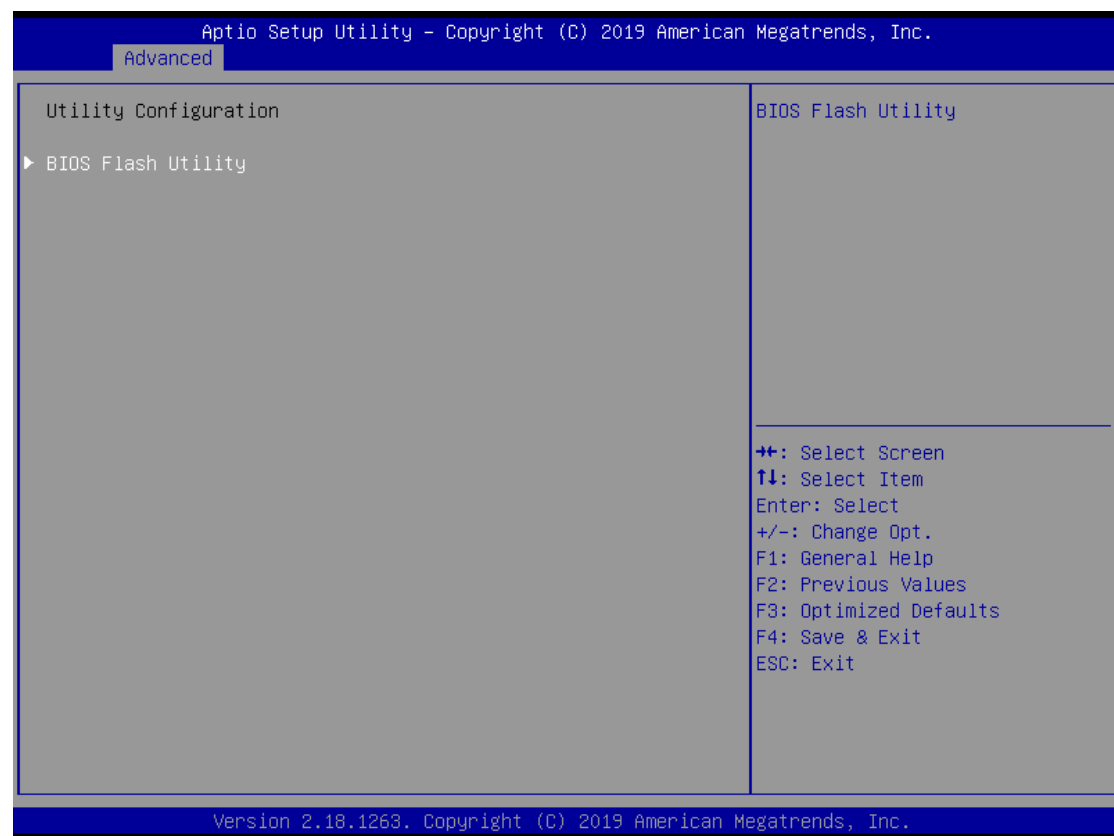 Aptio Setup Utility – Copyright (C) 2019 American Megatrends, Inc.
Advanced
Utility Configuration
▶ BIOS Flash Utility
BIOS Flash Utility
→←: Select Screen
↑↓: Select Item
Enter: Select
+/-: Change Opt.
F1: General Help
F2: Previous Values
F3: Optimized Defaults
F4: Save & Exit
ESC: Exit
Version 2.18.1263. Copyright (C) 2019 American Megatrends, Inc.